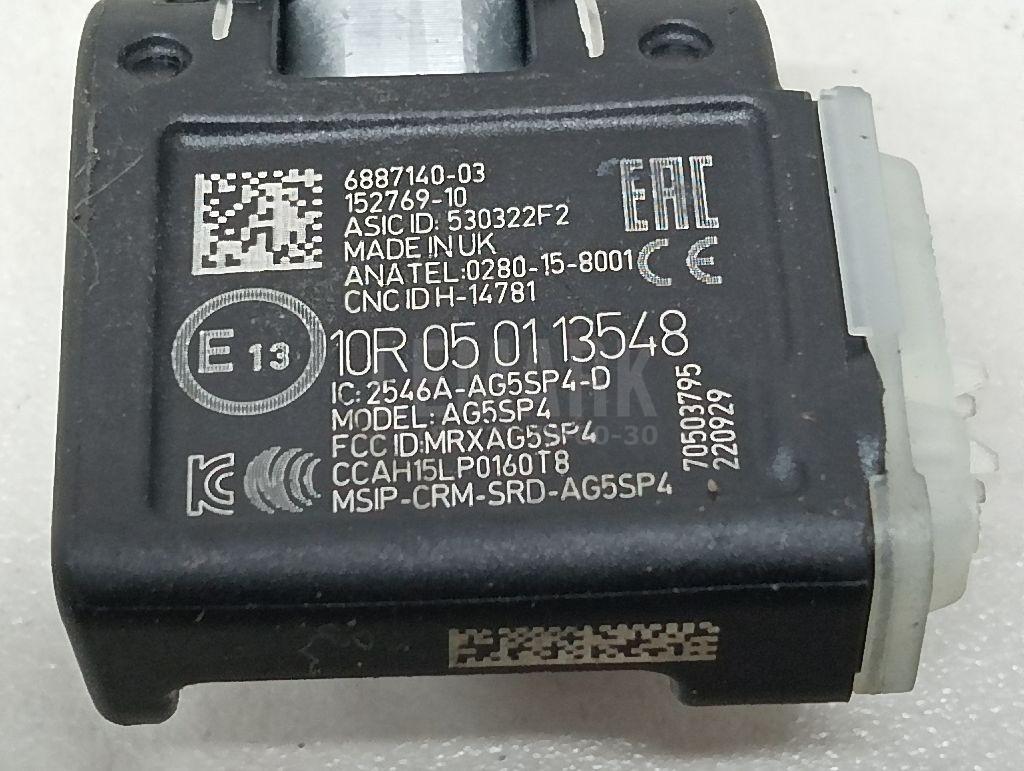 6887140-03
152769-10
ASIC ID: 530322F2
MADE IN UK
ANATEL:0280-15-8001
CNC ID H-14781
EAC
CE
E 13
10R 05 01 13548
IC: 2546A-AG5SP4-D
MODEL: AG5SP4
FCC ID:MRXAG5SP4
CCAH15LP0160T8
MSIP-CRM-SRD-AG5SP4
KC
70503795
220929